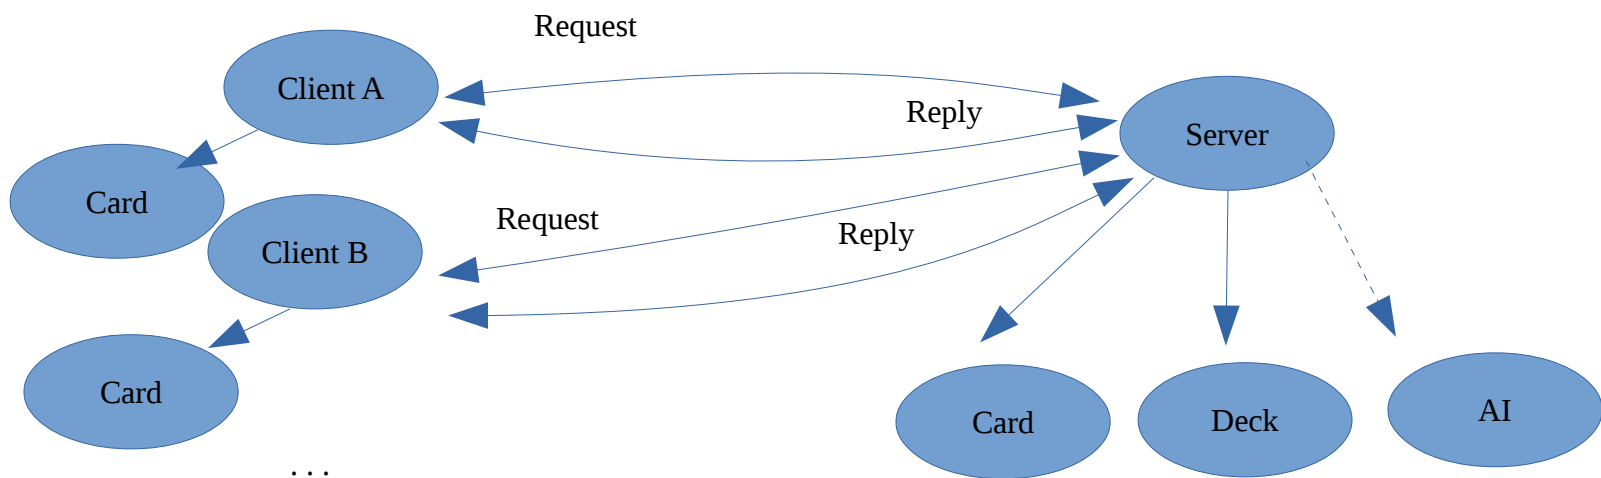 Request
Client A
Reply
Server
Card
Request
Reply
Client B
Card
Card
Deck
AI
. . .